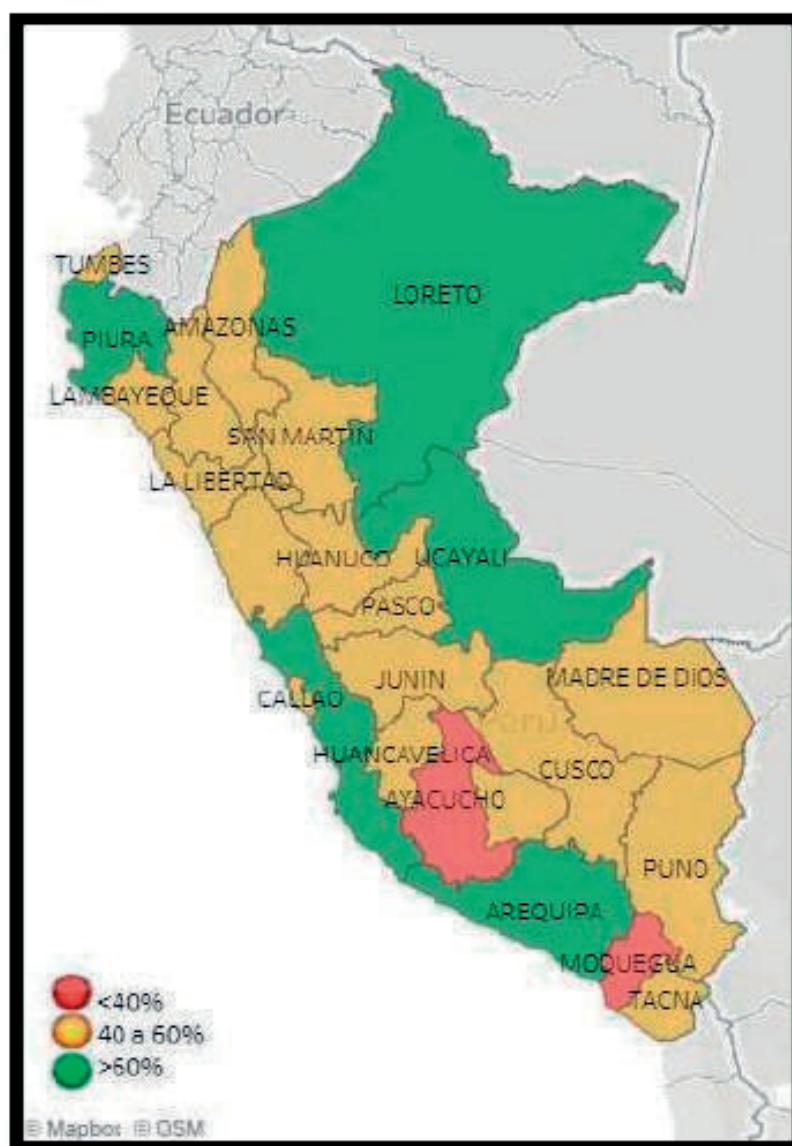 Ecuador
TUMBES
LORETO
PIURA
AMAZONAS
LAMBAYEQUE
SAN MARTIN
LA LIBERTAD
HUANUCO
UCAYALI
PASCO
JUNIN
MADRE DE DIOS
CALLAO
Perú
HUANCAVELICA
CUSCO
AYACUCHO
PUNO
AREQUIPA
MOQUEGUA
TACNA
<40%
40 a 60%
>60%
© Mapbox © OSM